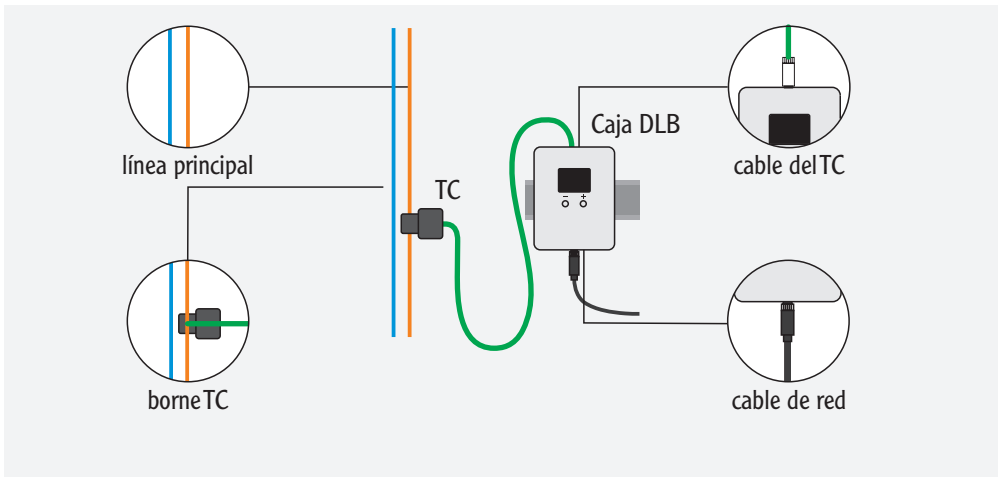 línea principal
TC
Caja DLB
cable del TC
borne TC
cable de red
- +